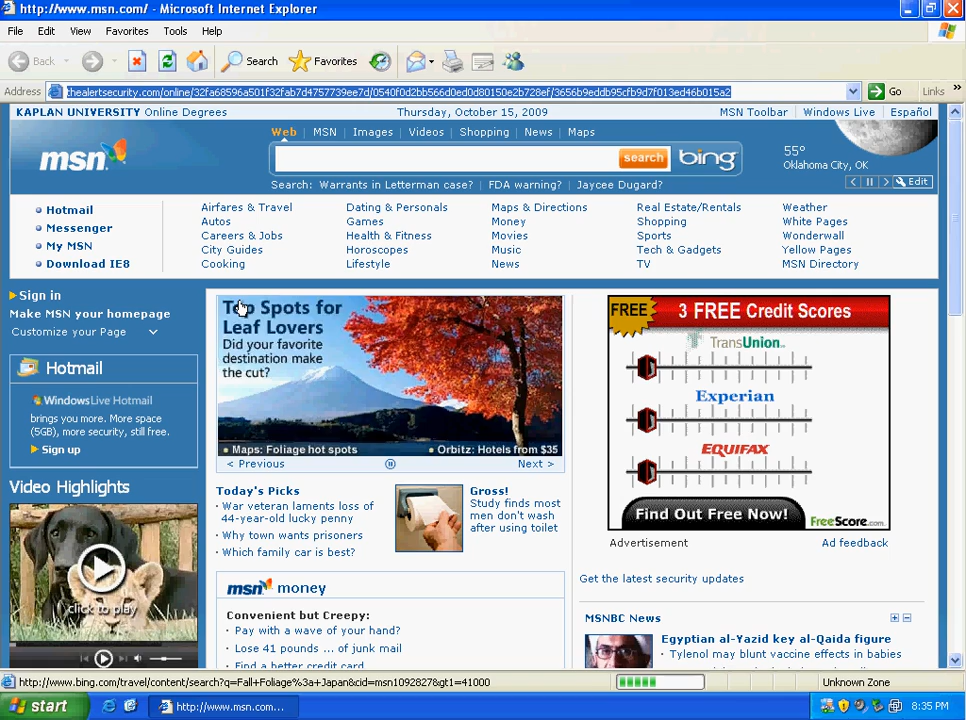 http://www.msn.com/ - Microsoft Internet Explorer
File Edit View Favorites Tools Help
Back Search Favorites
Address thealertsecurity.com/online/32fa68596a501f32afb7d4757739ee7d/0540f0d2bb566d0ed0d80150e2b728ef/3656b9eddb95cfb9d7f013ed46b015a2 Go Links
KAPLAN UNIVERSITY Online Degrees Thursday, October 15, 2009 MSN Toolbar Windows Live Español
Web MSN Images Videos Shopping News Maps
msn search bing
55°
Oklahoma City, OK
Edit
Search: Warrants in Letterman case? FDA warning? Jaycee Dugard?
Hotmail
Messenger
My MSN
Download IE8
Airfares & Travel
Autos
Careers & Jobs
City Guides
Cooking
Dating & Personals
Games
Health & Fitness
Horoscopes
Lifestyle
Maps & Directions
Money
Movies
Music
News
Real Estate/Rentals
Shopping
Sports
Tech & Gadgets
TV
Weather
White Pages
Wonderwall
Yellow Pages
MSN Directory
Sign in
Make MSN your homepage
Customize your Page
Hotmail
WindowsLive Hotmail
brings you more. More space
(5GB), more security, still free.
Sign up
Video Highlights
click to play
Top Spots for
Leaf Lovers
Did your favorite
destination make
the cut?
• Maps: Foliage hot spots • Orbitz: Hotels from $35
< Previous Next >
Today's Picks
· War veteran laments loss of
44-year-old lucky penny
· Why town wants prisoners
· Which family car is best?
Gross!
Study finds most
men don't wash
after using toilet
msn money
Convenient but Creepy:
· Pay with a wave of your hand?
· Lose 41 pounds ... of junk mail
· Find a better credit card
FREE 3 FREE Credit Scores
TransUnion.
Experian
EQUIFAX
Find Out Free Now! FreeScore.com
Advertisement Ad feedback
Get the latest security updates
MSNBC News
Egyptian al-Yazid key al-Qaida figure
· Tylenol may blunt vaccine effects in babies
http://www.bing.com/travel/content/search?q=Fall+Foliage%3a+Japan&cid=msn1092827&gt1=41000 Unknown Zone
start http://www.msn.com... 8:35 PM